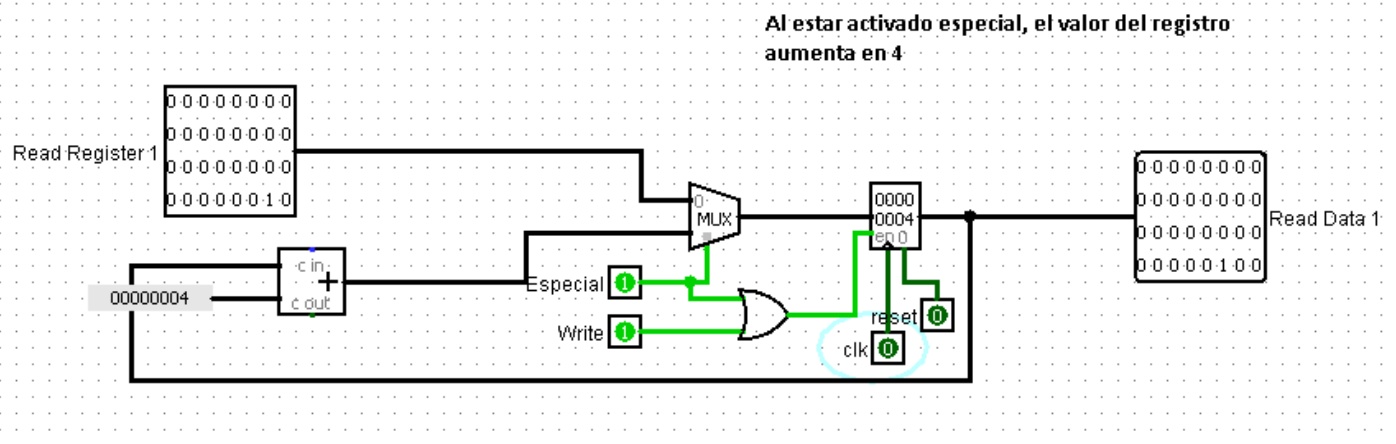 Al estar activado especial, el valor del registro
aumenta en 4
0 0 0 0 0 0 0 0
0 0 0 0 0 0 0 0
0 0 0 0 0 0 0 0
0 0 0 0 0 0 1 0
Read Register 1
0
MUX
0000
0004
en 0
0 0 0 0 0 0 0 0
0 0 0 0 0 0 0 0
0 0 0 0 0 0 0 0
0 0 0 0 0 1 0 0
Read Data 1
c in
+
c out
00000004
Especial 1
Write 1
reset 0
clk 0